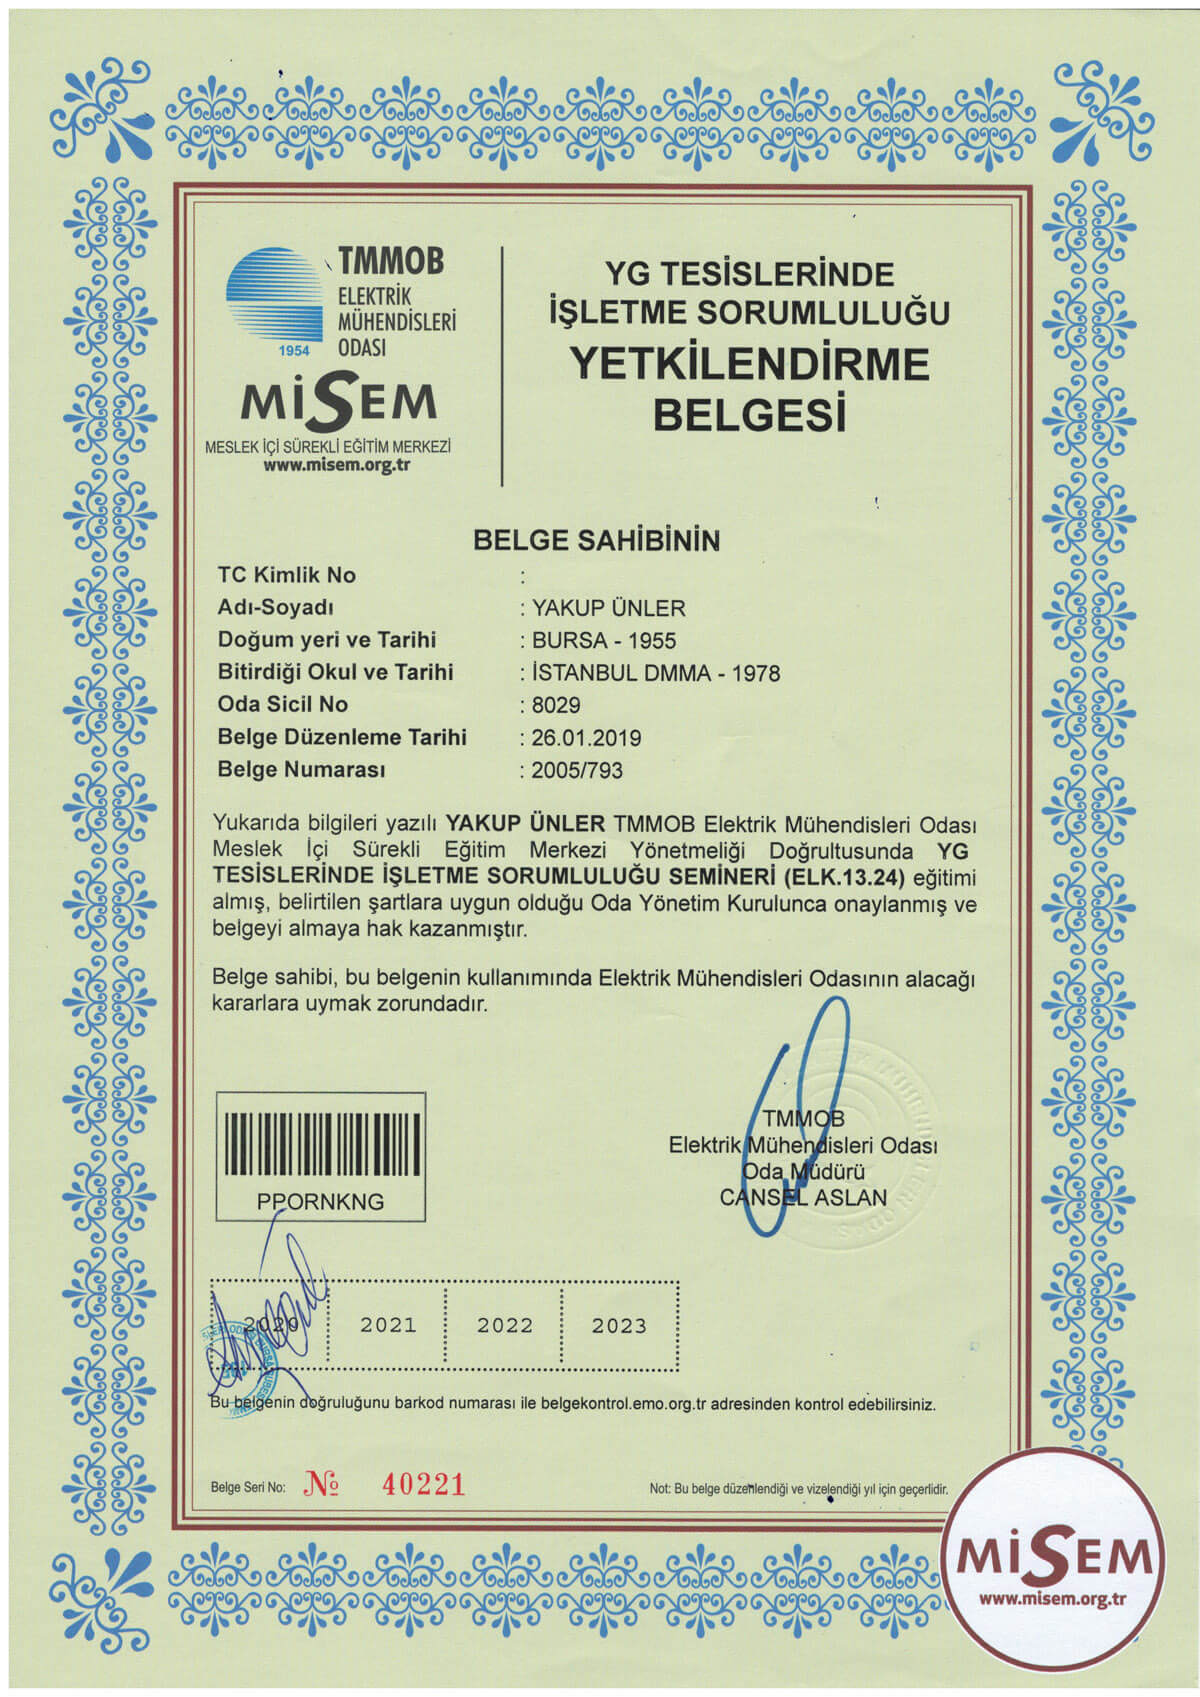 TMMOB
ELEKTRİK
MÜHENDİSLERİ
ODASI
1954
MiSEM
MESLEK İÇİ SÜREKLİ EĞİTİM MERKEZİ
www.misem.org.tr
YG TESİSLERİNDE
İŞLETME SORUMLULUĞU
YETKİLENDİRME
BELGESİ
BELGE SAHİBİNİN
TC Kimlik No :
Adı-Soyadı : YAKUP ÜNLER
Doğum yeri ve Tarihi : BURSA - 1955
Bitirdiği Okul ve Tarihi : İSTANBUL DMMA - 1978
Oda Sicil No : 8029
Belge Düzenleme Tarihi : 26.01.2019
Belge Numarası : 2005/793
Yukarıda bilgileri yazılı YAKUP ÜNLER TMMOB Elektrik Mühendisleri Odası
Meslek İçi Sürekli Eğitim Merkezi Yönetmeliği Doğrultusunda YG
TESİSLERİNDE İŞLETME SORUMLULUĞU SEMİNERİ (ELK.13.24) eğitimi
almış, belirtilen şartlara uygun olduğu Oda Yönetim Kurulunca onaylanmış ve
belgeyi almaya hak kazanmıştır.
Belge sahibi, bu belgenin kullanımında Elektrik Mühendisleri Odasının alacağı
kararlara uymak zorundadır.
PPORNKNG
TMMOB
Elektrik Mühendisleri Odası
Oda Müdürü
CANSEL ASLAN
2020 2021 2022 2023
Bu belgenin doğruluğunu barkod numarası ile belgekontrol.emo.org.tr adresinden kontrol edebilirsiniz.
Belge Seri No: № 40221
Not: Bu belge düzenlendiği ve vizelendiği yıl için geçerlidir.
MiSEM
www.misem.org.tr